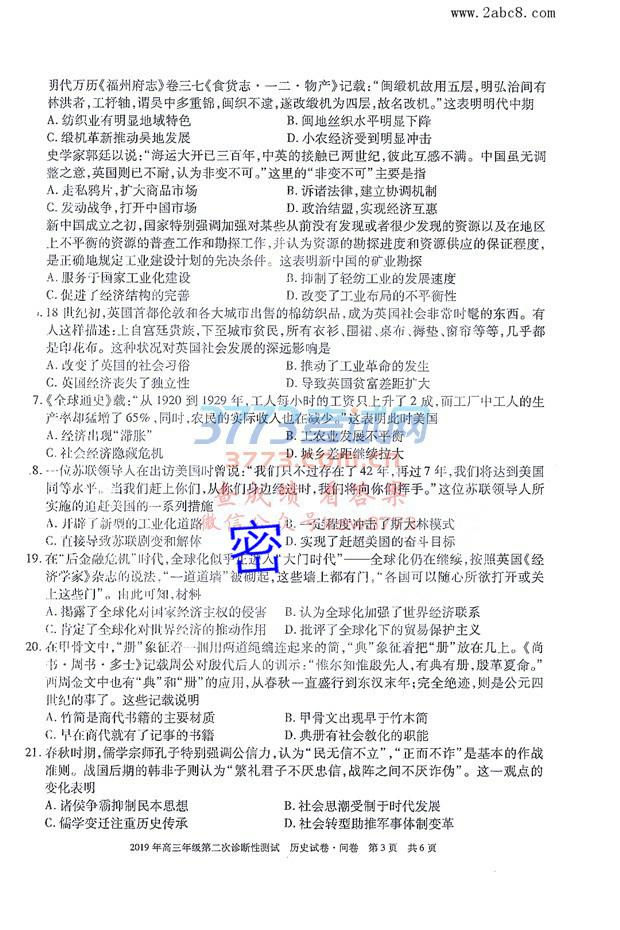 www.2abc8.com
明代万历《福州府志》卷三七《食货志·一二·物产》记载:“闽缎机故用五层,明弘治间有
林洪者,工杼轴,谓吴中多重锦,闽织不逮,遂改缎机为四层,故名改机。”这表明明代中期
A. 纺织业有明显地域特色 B. 闽地丝织水平明显下降
C. 缎机革新推动吴地发展 D. 小农经济受到明显冲击
史学家郭廷以说:“海运大开已三百年,中英的接触已两世纪,彼此互感不满。中国虽无调
整之意,英国则已不耐,认为非变不可。”这里的“非变不可”主要是指
A. 走私鸦片,扩大商品市场 B. 诉诸法律,建立协调机制
C. 发动战争,打开中国市场 D. 政治结盟,实现经济互惠
新中国成立之初,国家特别强调加强对某些从前没有发现或者很少发现的资源以及在地区
上不平衡的资源的普查工作和勘探工作,并认为资源的勘探进度和资源供应的保证程度,
是正确地规定工业建设计划的先决条件。这表明新中国的矿业勘探
A. 服务于国家工业化建设 B. 抑制了轻纺工业的发展速度
C. 促进了经济结构的完善 D. 改变了工业布局的不平衡性
18 世纪初,英国首都伦敦和各大城市出售的棉纺织品,成为英国社会非常时髦的东西。有
人这样描述:上自宫廷贵族,下至城市贫民,所有衣衫、围裙、桌布、褥垫、窗帘等等,几乎都
是印花布。这种状况对英国社会发展的深远影响是
A. 改变了英国的社会习俗 B. 推动了工业革命的发生
C. 英国经济丧失了独立性 D. 导致英国贫富差距扩大
7.《全球通史》载:“从 1920 到 1929 年,工人每小时的工资只上升了 2 成,而工厂中工人的生
产率却猛增了 65%,同时,农民的实际收入也在减少。”这表明此时美国
A. 经济出现“滞胀” B. 工农业发展不平衡
C. 社会经济隐藏危机 D. 城乡差距继续拉大
8. 一位苏联领导人在出访美国时曾说:“我们只不过存在了 42 年,再过 7 年,我们将达到美国
同等水平。当我们赶上你们,从你们身边经过时,我们将向你们挥手。”这位苏联领导人所
实施的追赶美国的一系列措施
A. 开辟了新型的工业化道路 B. 一定程度冲击了斯大林模式
C. 直接导致苏联剧变和解体 D. 实现了赶超美国的奋斗目标
19. 在“后金融危机”时代,全球化似乎正进入“大门时代”——全球化仍在继续,按照英国《经
济学家》杂志的说法,“一道道墙”被砌起,这些墙上都有门。“各国可以随心所欲打开或关
上这些门”。由此可知,材料
A. 揭露了全球化对国家经济主权的侵害 B. 认为全球化加强了世界经济联系
C. 肯定了全球化对世界经济的推动作用 D. 批评了全球化下的贸易保护主义
20. 在甲骨文中,“册”象征着一捆用两道绳编连起来的简,“典”象征着把“册”放在几上。《尚
书·周书·多士》记载周公对殷代后人的训示:“惟尔知惟殷先人,有典有册,殷革夏命。”
西周金文中也有“典”和“册”的应用,从春秋一直盛行到东汉末年;完全绝迹,则是公元四
世纪的事了。这些记载说明
A. 竹简是商代书籍的主要材质 B. 甲骨文出现早于竹木简
C. 早在商代就有了记事的书籍 D. 典册有社会教化的功能
21. 春秋时期,儒学宗师孔子特别强调公信力,认为“民无信不立”,“正而不诈”是基本的作战
准则。战国后期的韩非子则认为“繁礼君子不厌忠信,战阵之间不厌诈伪”。这一观点的
变化表明
A. 诸侯争霸抑制民本思想 B. 社会思潮受制于时代发展
C. 儒学变迁注重历史传承 D. 社会转型助推军事体制变革
2019 年高三年级第二次诊断性测试 历史试卷·问卷 第 3 页 共 6 页
3773考试网
3773.com.cn
查成绩 看答案
密